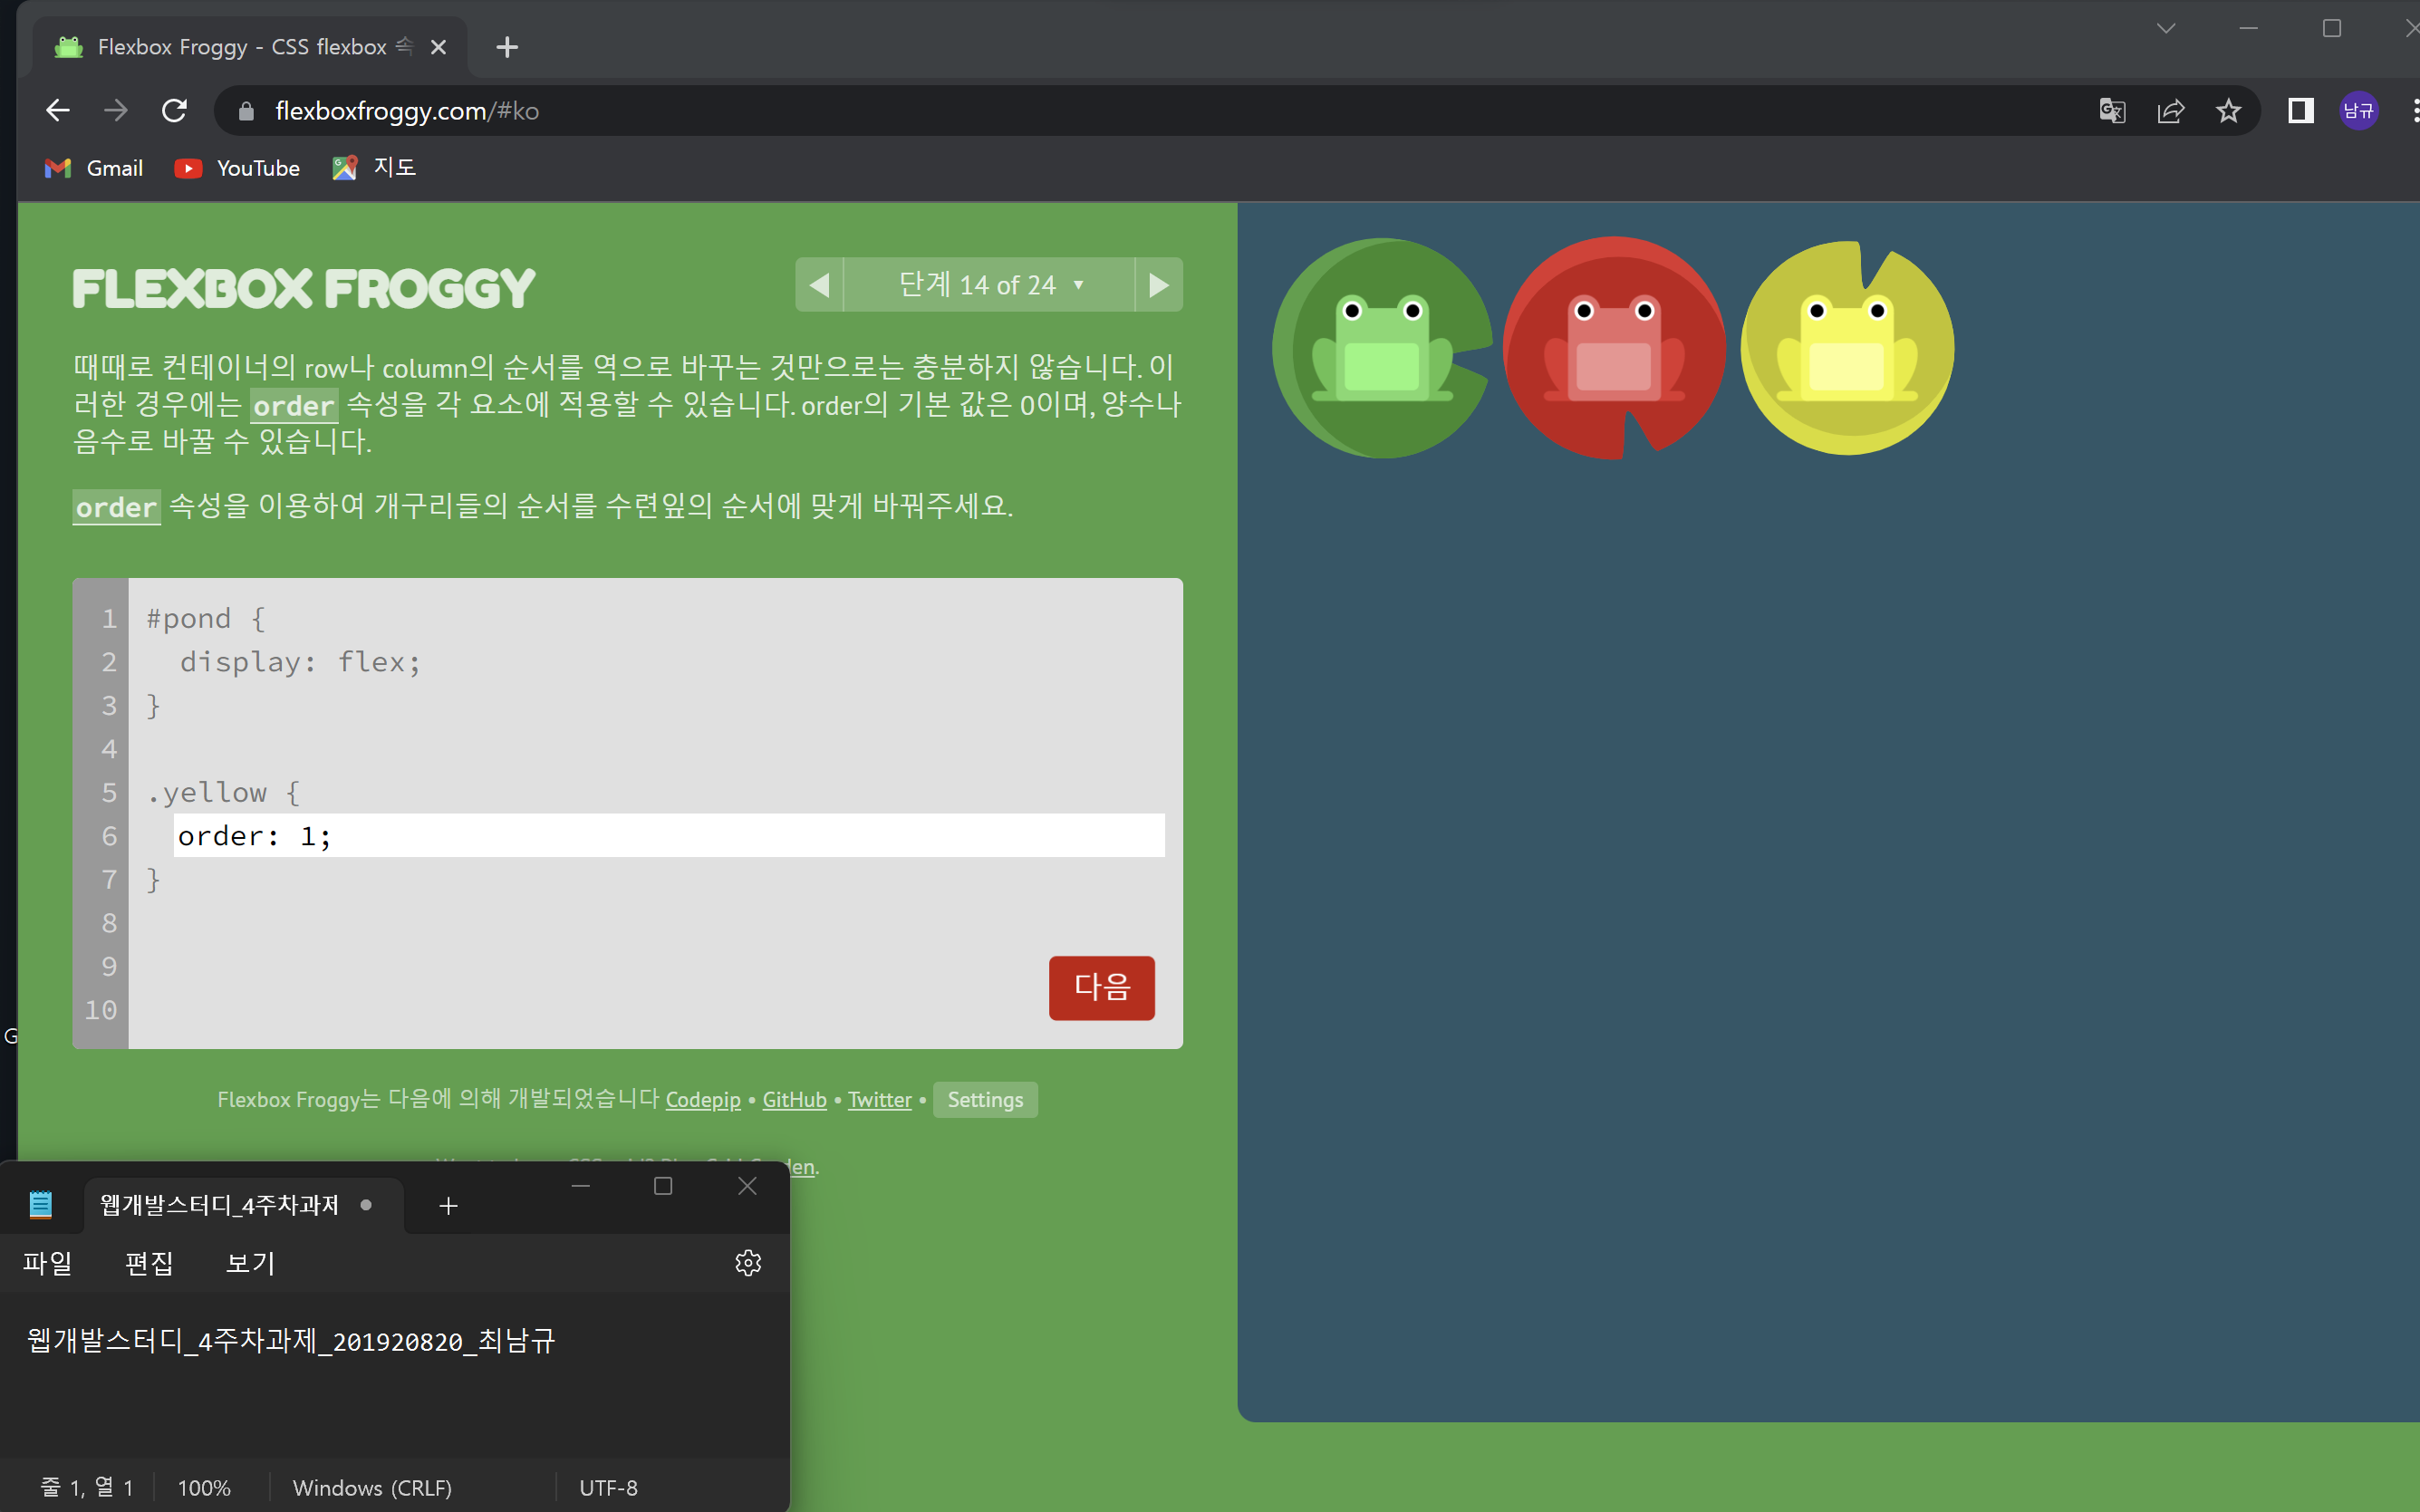 Flexbox Froggy - CSS flexbox 속
flexboxfroggy.com/#ko
남규
Gmail
YouTube
지도
FLEXBOX FROGGY
단계 14 of 24 ▼
때때로 컨테이너의 row나 column의 순서를 역으로 바꾸는 것만으로는 충분하지 않습니다. 이
러한 경우에는 order 속성을 각 요소에 적용할 수 있습니다. order의 기본 값은 0이며, 양수나
음수로 바꿀 수 있습니다.
order 속성을 이용하여 개구리들의 순서를 수련잎의 순서에 맞게 바꿔주세요.
1 #pond {
2 display: flex;
3 }
4
5 .yellow {
6 order: 1;
7 }
8
9
10
다음
G
Flexbox Froggy는 다음에 의해 개발되었습니다 Codepip • GitHub • Twitter • Settings
den.
웹개발스터디_4주차과제
파일 편집 보기
웹개발스터디_4주차과제_201920820_최남규
줄 1, 열 1 100% Windows (CRLF) UTF-8